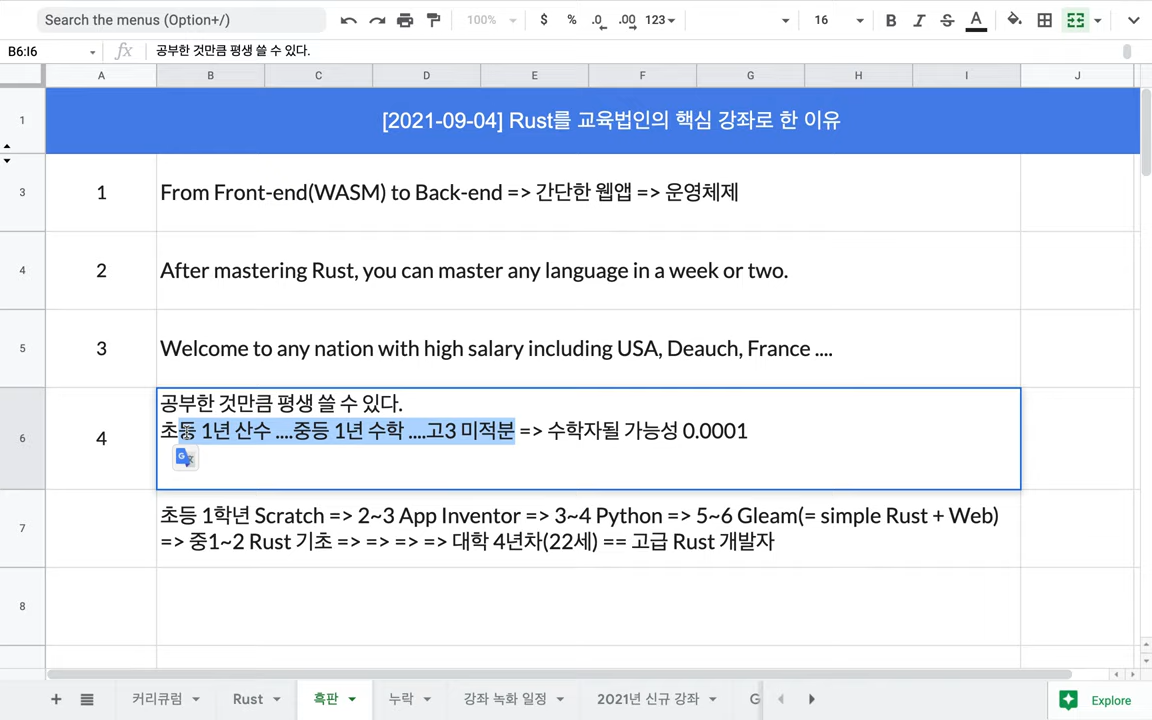 Search the menus (Option+/)
100%
$ % .0 .00 123
16
B I S A
B6:I6
fx 공부한 것만큼 평생 쓸 수 있다.
A B C D E F G H I J
1 [2021-09-04] Rust를 교육법인의 핵심 강좌로 한 이유
3 1 From Front-end(WASM) to Back-end => 간단한 웹앱 => 운영체제
4 2 After mastering Rust, you can master any language in a week or two.
5 3 Welcome to any nation with high salary including USA, Deauch, France ....
공부한 것만큼 평생 쓸 수 있다.
6 4 초등 1년 산수 ....중등 1년 수학 ....고3 미적분 => 수학자될 가능성 0.0001
7 초등 1학년 Scratch => 2~3 App Inventor => 3~4 Python => 5~6 Gleam(= simple Rust + Web)
=> 중1~2 Rust 기초 => => => => 대학 4년차(22세) == 고급 Rust 개발자
8
커리큘럼 Rust 흑판 누락 강좌 녹화 일정 2021년 신규 강좌 G Explore